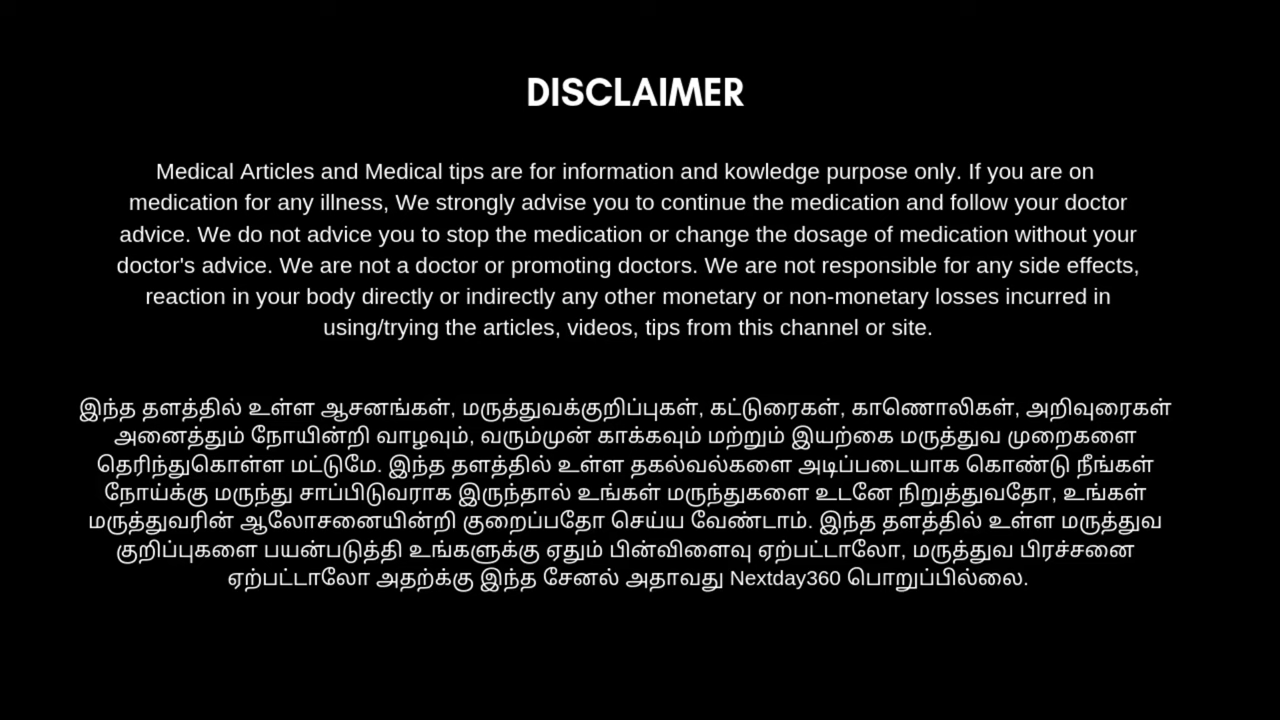 DISCLAIMER
Medical Articles and Medical tips are for information and kowledge purpose only. If you are on
medication for any illness, We strongly advise you to continue the medication and follow your doctor
advice. We do not advice you to stop the medication or change the dosage of medication without your
doctor's advice. We are not a doctor or promoting doctors. We are not responsible for any side effects,
reaction in your body directly or indirectly any other monetary or non-monetary losses incurred in
using/trying the articles, videos, tips from this channel or site.
இந்த தளத்தில் உள்ள ஆசனங்கள், மருத்துவக்குறிப்புகள், கட்டுரைகள், காணொலிகள், அறிவுரைகள்
அனைத்தும் நோயின்றி வாழவும், வரும்முன் காக்கவும் மற்றும் இயற்கை மருத்துவ முறைகளை
தெரிந்துகொள்ள மட்டுமே. இந்த தளத்தில் உள்ள தகல்வல்களை அடிப்படையாக கொண்டு நீங்கள்
நோய்க்கு மருந்து சாப்பிடுவராக இருந்தால் உங்கள் மருந்துகளை உடனே நிறுத்துவதோ, உங்கள்
மருத்துவரின் ஆலோசனையின்றி குறைப்பதோ செய்ய வேண்டாம். இந்த தளத்தில் உள்ள மருத்துவ
குறிப்புகளை பயன்படுத்தி உங்களுக்கு ஏதும் பின்விளைவு ஏற்பட்டாலோ, மருத்துவ பிரச்சனை
ஏற்பட்டாலோ அதற்க்கு இந்த சேனல் அதாவது Nextday360 பொறுப்பில்லை.